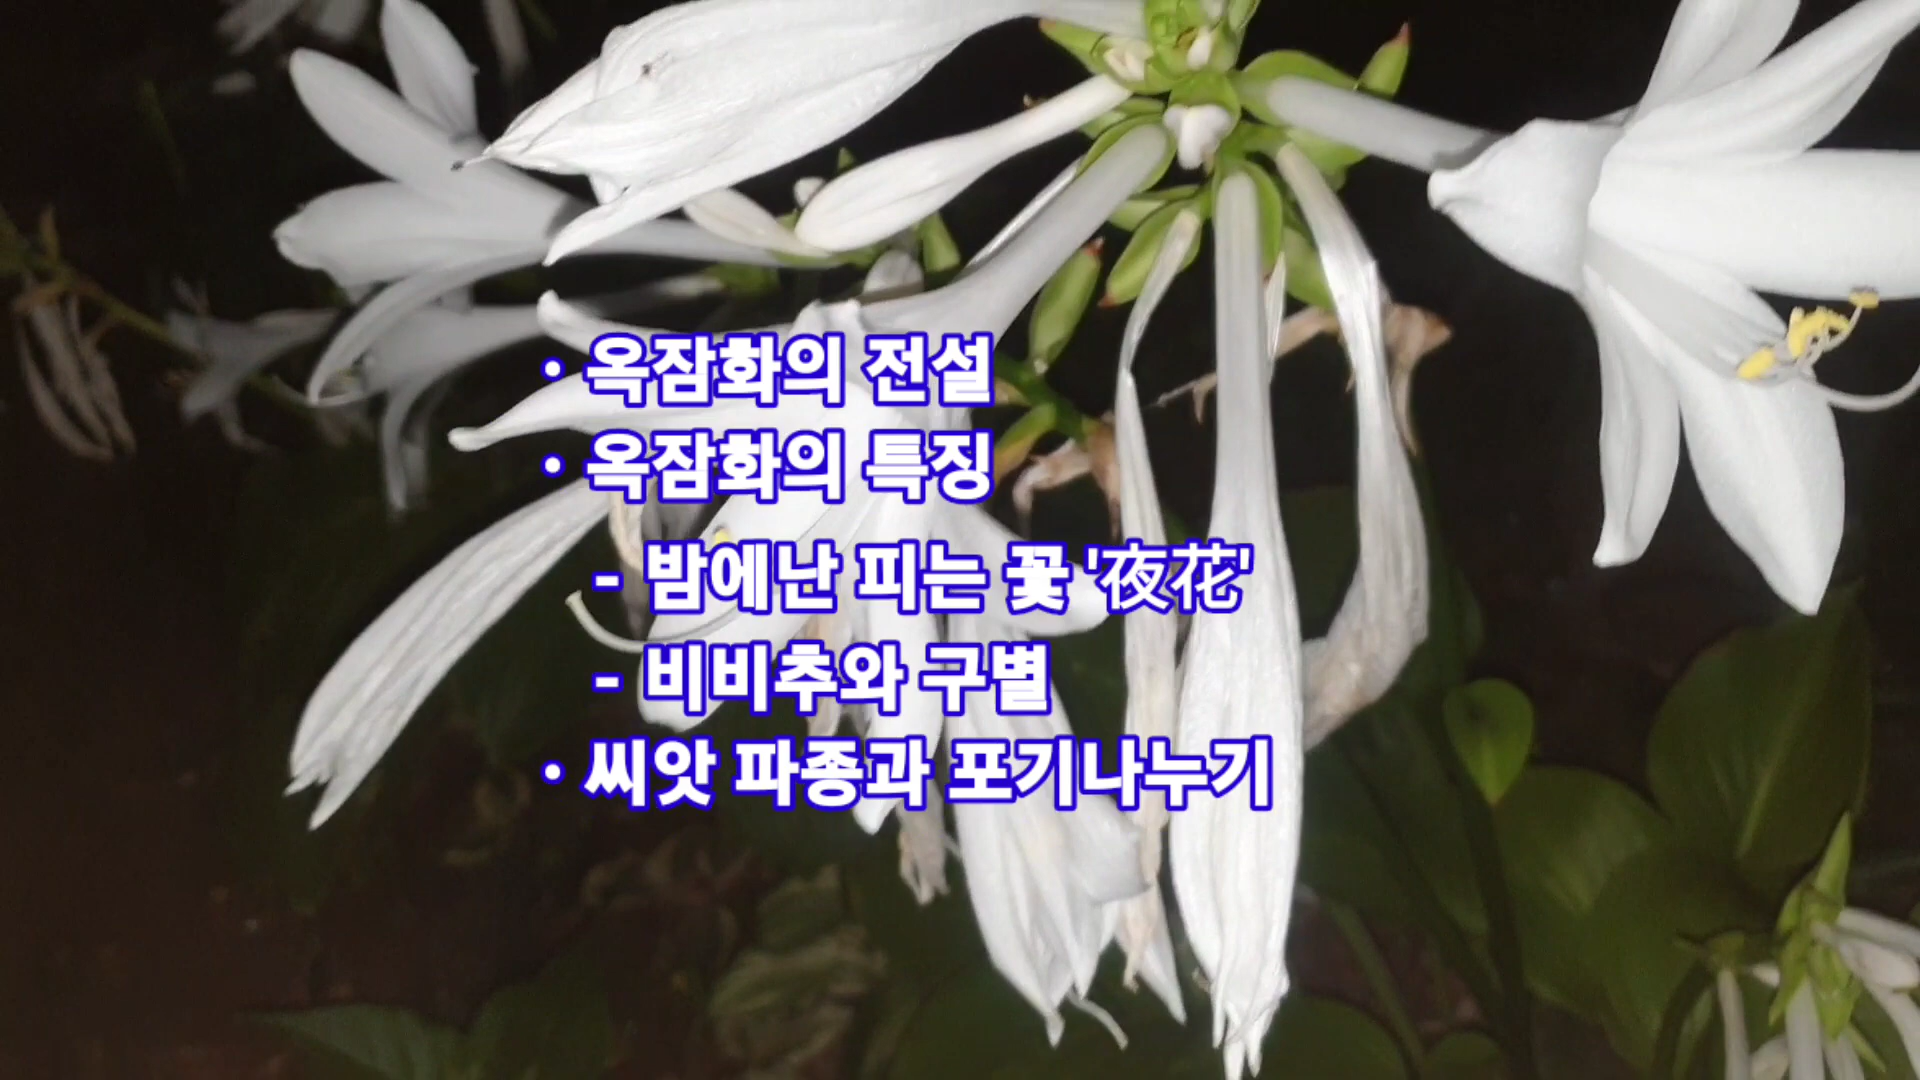 · 옥잠화의 전설
· 옥잠화의 특징
- 밤에난 피는 꽃 '夜花'
- 비비추와 구별
· 씨앗 파종과 포기나누기